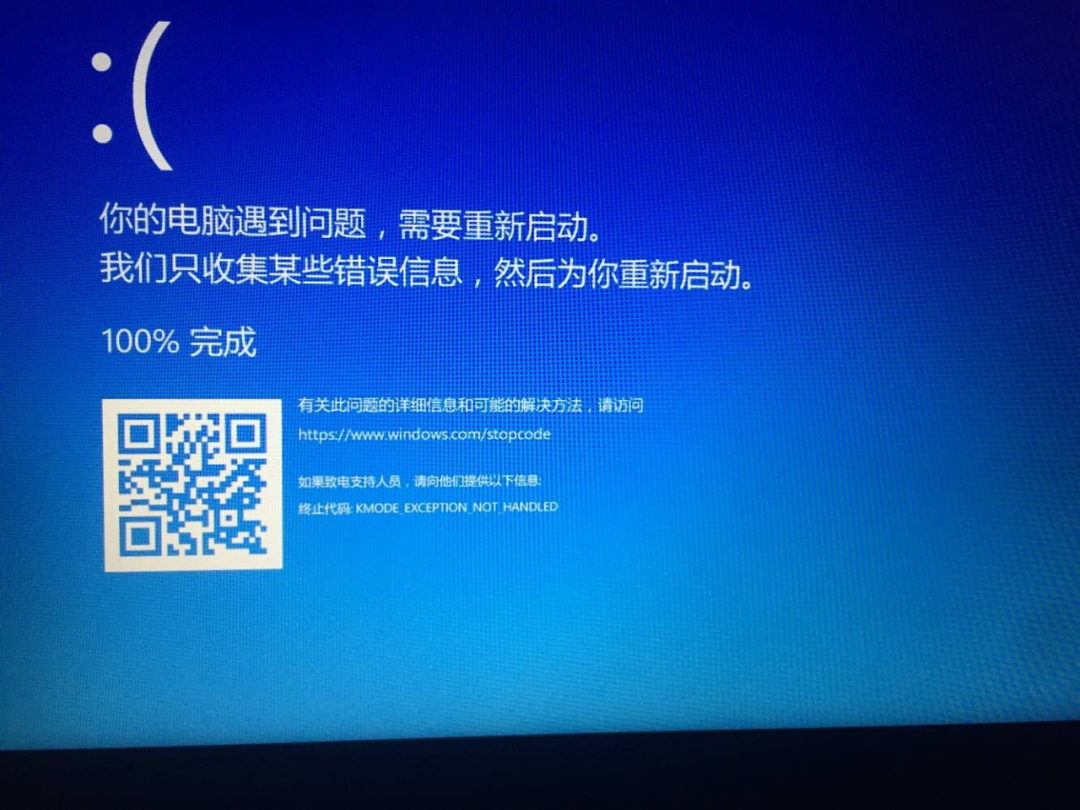 :(
你的电脑遇到问题，需要重新启动。
我们只收集某些错误信息，然后为你重新启动。
100% 完成
有关此问题的详细信息和可能的解决方法，请访问
https://www.windows.com/stopcode
如果致电支持人员，请向他们提供以下信息:
终止代码: KMODE_EXCEPTION_NOT_HANDLED